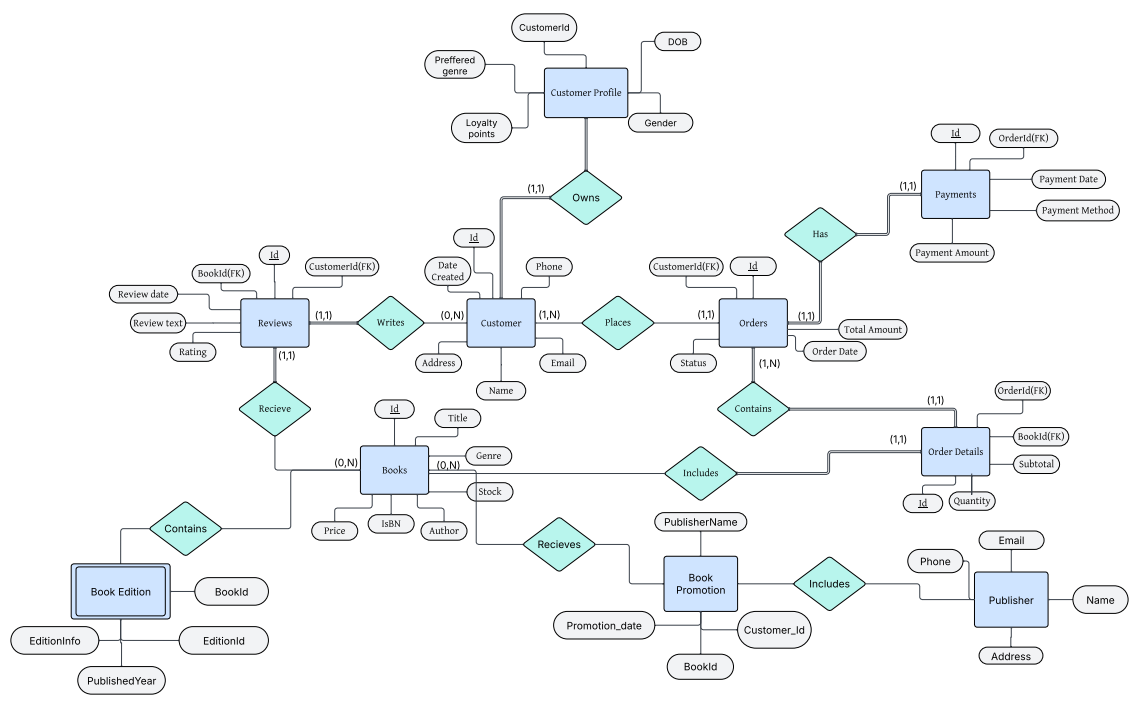 CustomerId
DOB
Preffered
genre
Customer Profile
Loyalty
points
Gender
Id
OrderId(FK)
Payment Date
(1,1)
(1,1)
Payments
Owns
Payment Method
Has
Id
Payment Amount
Id
BookId(FK)
CustomerId(FK)
Date
Created
Phone
CustomerId(FK)
Id
Review date
(1,1)
(0,N)
(1,N)
(1,1)
(1,1)
Review text
Reviews
Writes
Customer
Places
Orders
Total Amount
Rating
(1,1)
Address
Email
Status
Order Date
(1,N)
Name
OrderId(FK)
(1,1)
Recieve
Id
Title
Contains
BookId(FK)
(1,1)
Genre
Order Details
(0,N)
Books
(0,N)
Includes
Subtotal
Stock
Id
Quantity
Contains
Price
IsBN
Author
PublisherName
Recieves
Email
Phone
Book Edition
BookId
Book
Promotion
Includes
Publisher
Name
EditionInfo
EditionId
Promotion_date
Customer_Id
Address
PublishedYear
BookId